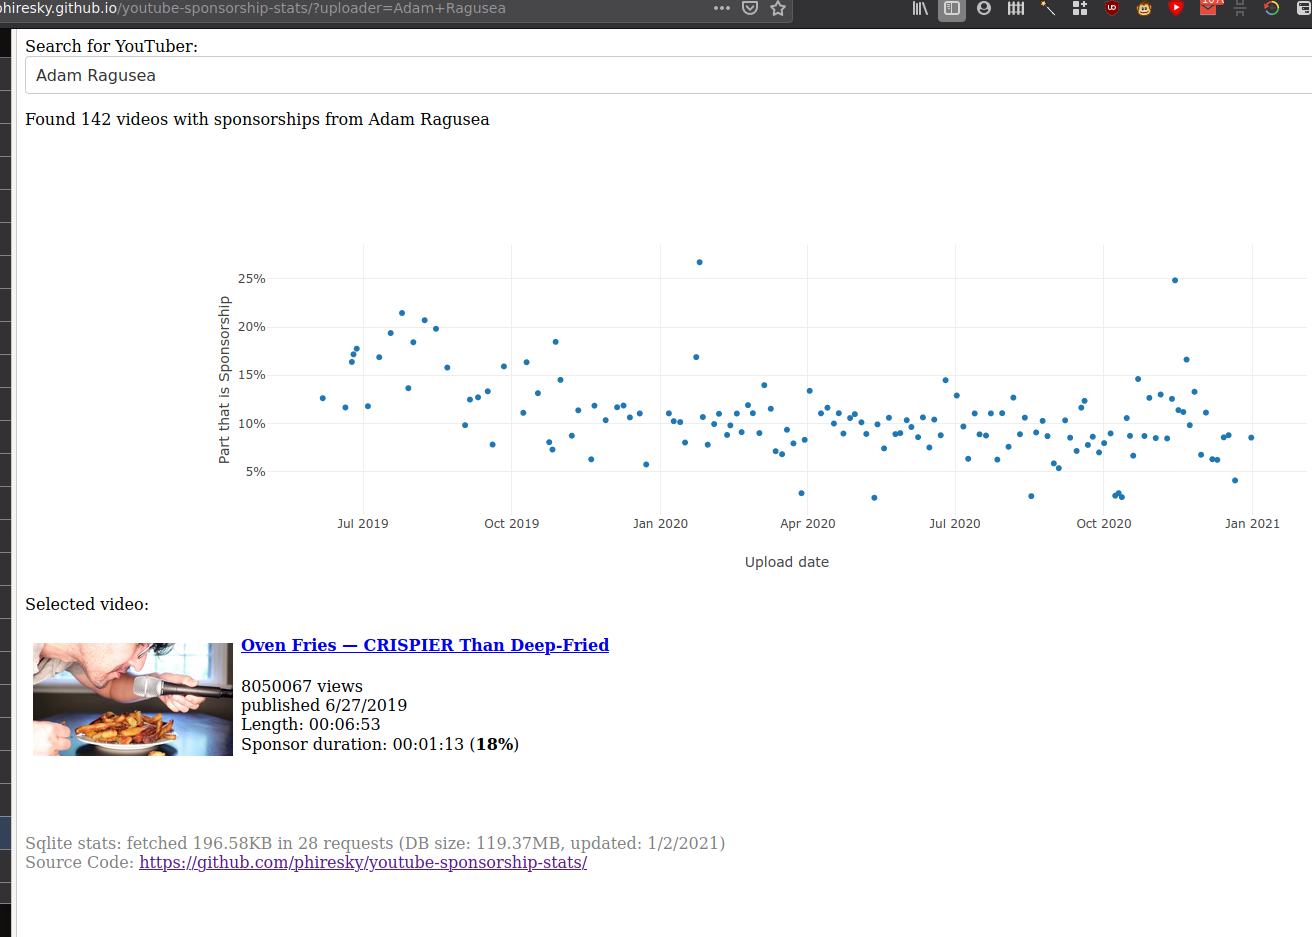 phiresky.github.io/youtube-sponsorship-stats/?uploader=Adam+Ragusea
Search for YouTuber:
Adam Ragusea
Found 142 videos with sponsorships from Adam Ragusea
25%
20%
15%
10%
5%
Part that is Sponsorship
Jul 2019 Oct 2019 Jan 2020 Apr 2020 Jul 2020 Oct 2020 Jan 2021
Upload date
Selected video:
Oven Fries — CRISPIER Than Deep-Fried
8050067 views
published 6/27/2019
Length: 00:06:53
Sponsor duration: 00:01:13 (18%)
Sqlite stats: fetched 196.58KB in 28 requests (DB size: 119.37MB, updated: 1/2/2021)
Source Code: https://github.com/phiresky/youtube-sponsorship-stats/